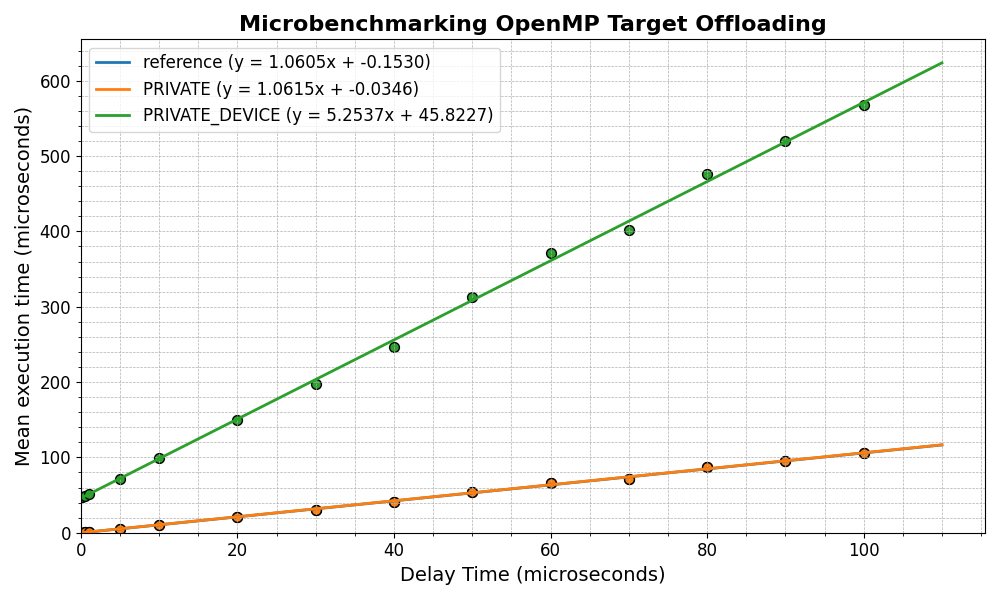 Microbenchmarking OpenMP Target Offloading
reference (y = 1.0605x + -0.1530)
PRIVATE (y = 1.0615x + -0.0346)
PRIVATE_DEVICE (y = 5.2537x + 45.8227)
Mean execution time (microseconds)
600
500
400
300
200
100
0
0 20 40 60 80 100
Delay Time (microseconds)